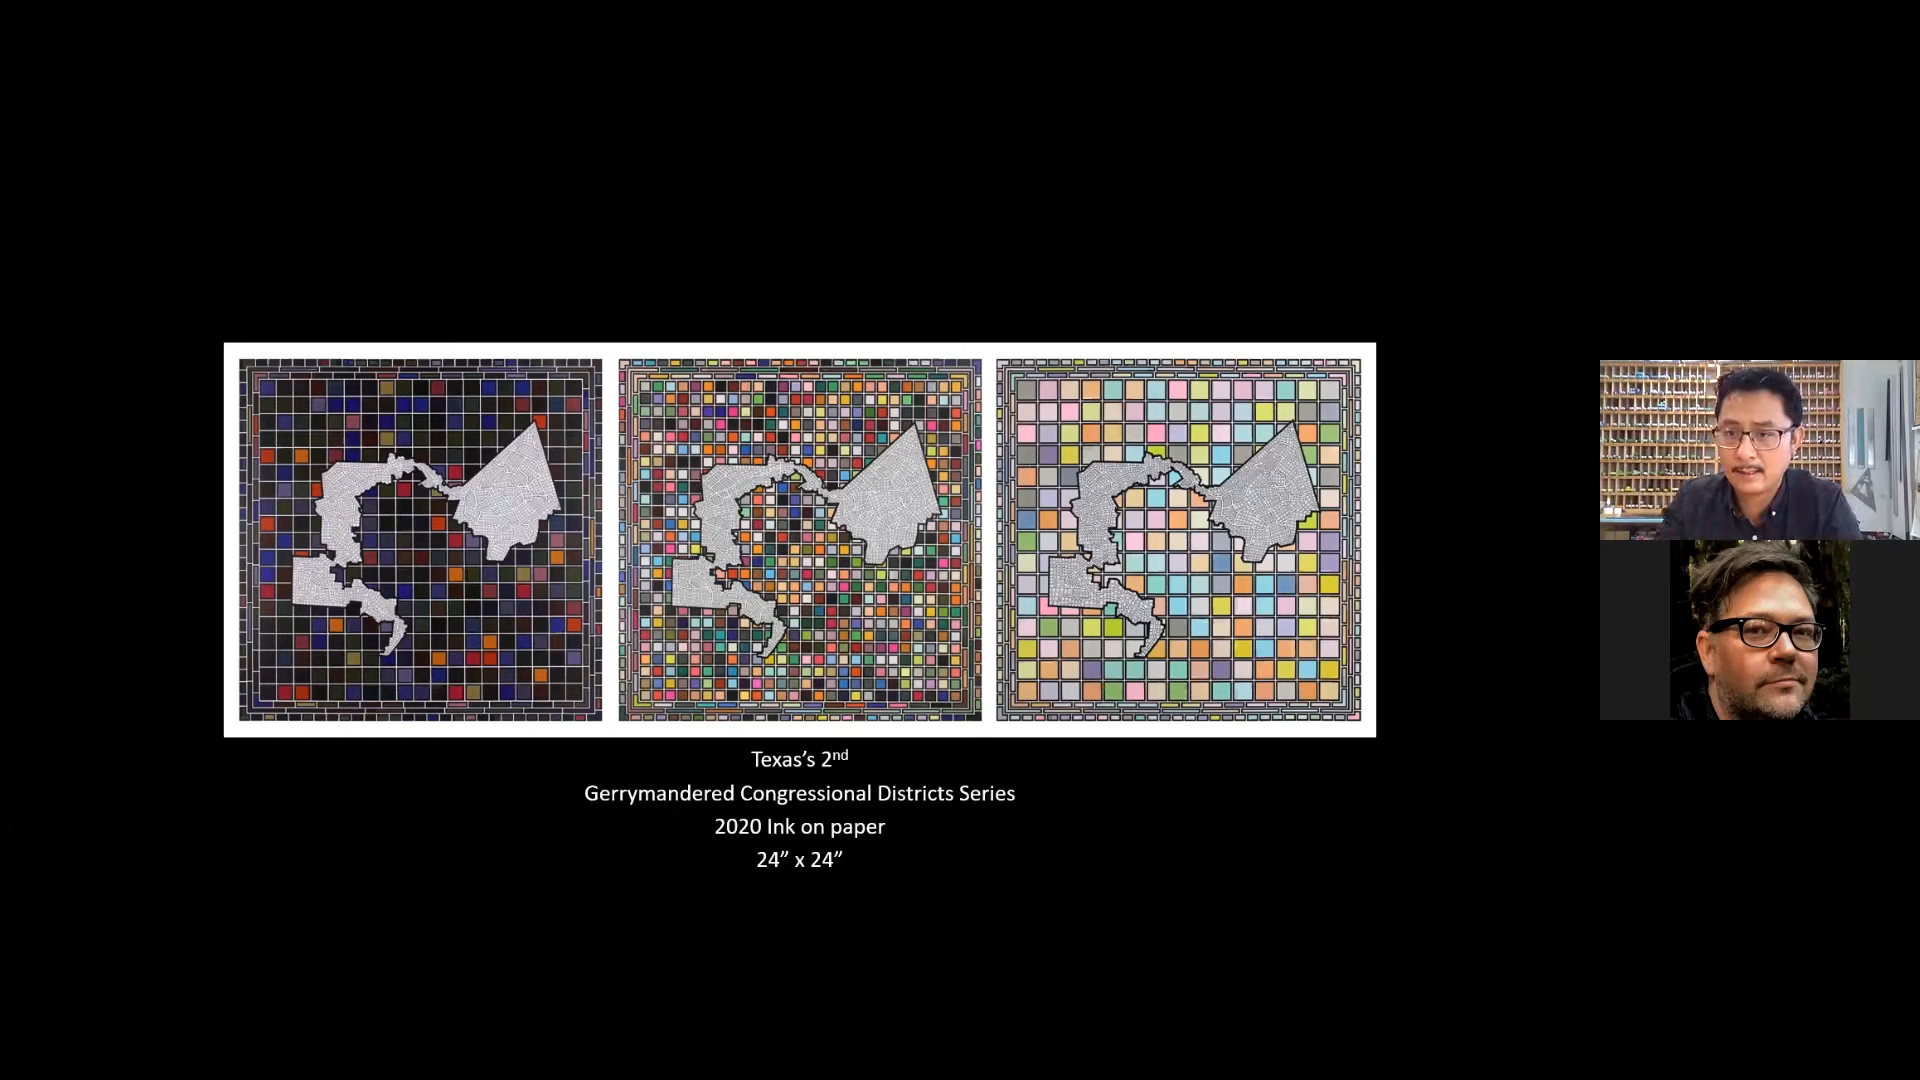 Texas’s 2nd
Gerrymandered Congressional Districts Series
2020 Ink on paper
24” x 24”